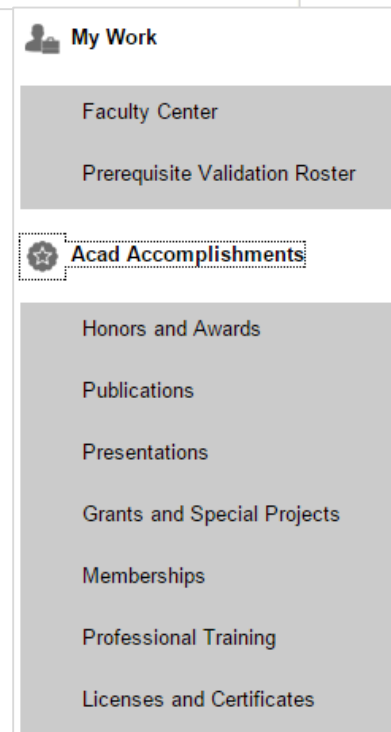 My Work
Faculty Center
Prerequisite Validation Roster
Acad Accomplishments
Honors and Awards
Publications
Presentations
Grants and Special Projects
Memberships
Professional Training
Licenses and Certificates